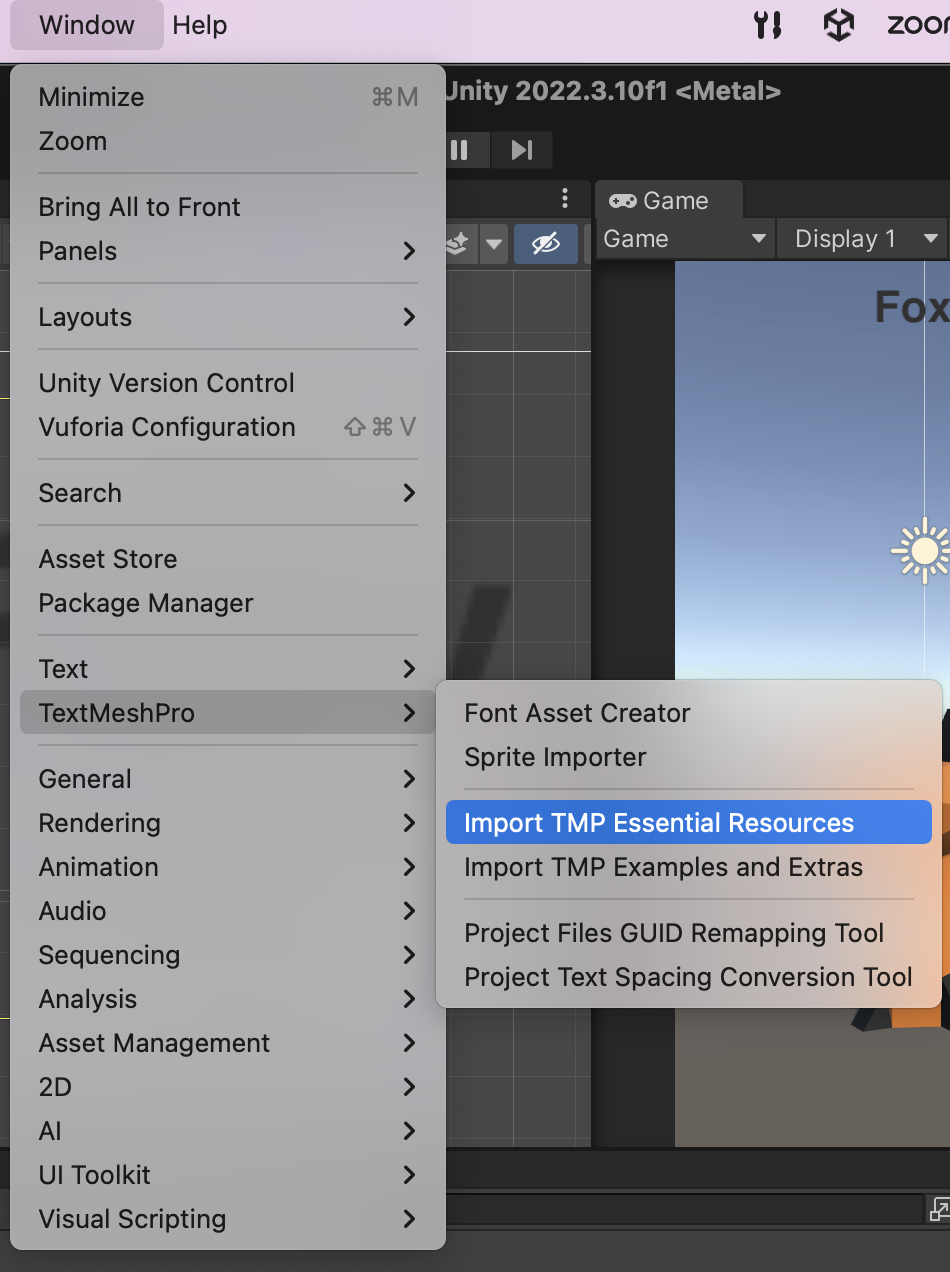 Window Help
Unity 2022.3.10f1 <Metal>
Minimize ⌘M
Zoom
Bring All to Front
Panels
Layouts
Unity Version Control
Vuforia Configuration ⇧⌘V
Search
Asset Store
Package Manager
Text
TextMeshPro
General
Rendering
Animation
Audio
Sequencing
Analysis
Asset Management
2D
AI
UI Toolkit
Visual Scripting
Font Asset Creator
Sprite Importer
Import TMP Essential Resources
Import TMP Examples and Extras
Project Files GUID Remapping Tool
Project Text Spacing Conversion Tool
Game
Game Display 1
Fox